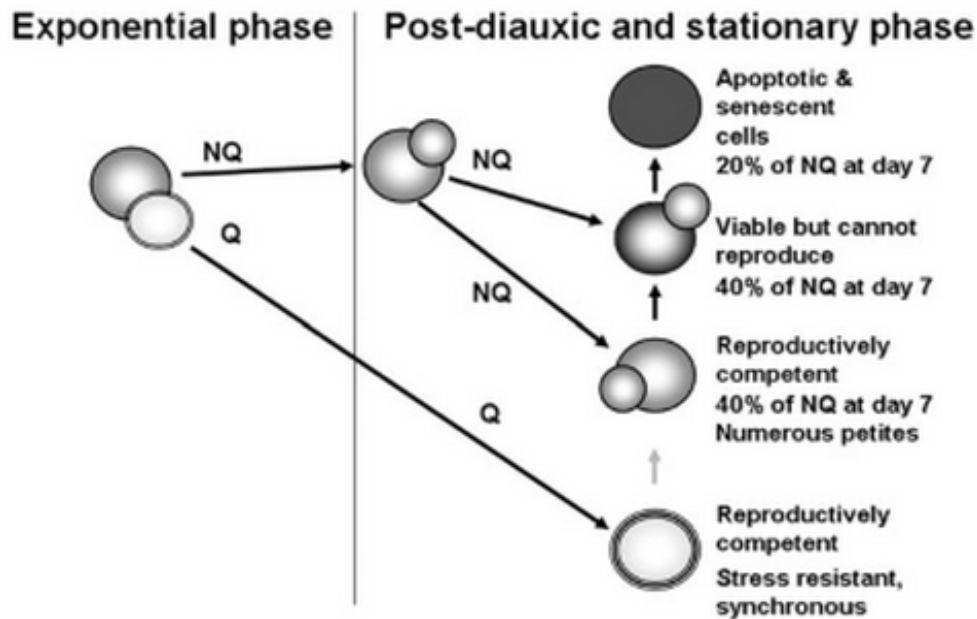 Exponential phase
Post-diauxic and stationary phase
NQ
Q
NQ
NQ
Q
Apoptotic &
senescent
cells
20% of NQ at day 7
Viable but cannot
reproduce
40% of NQ at day 7
Reproductively
competent
40% of NQ at day 7
Numerous petites
Reproductively
competent
Stress resistant,
synchronous